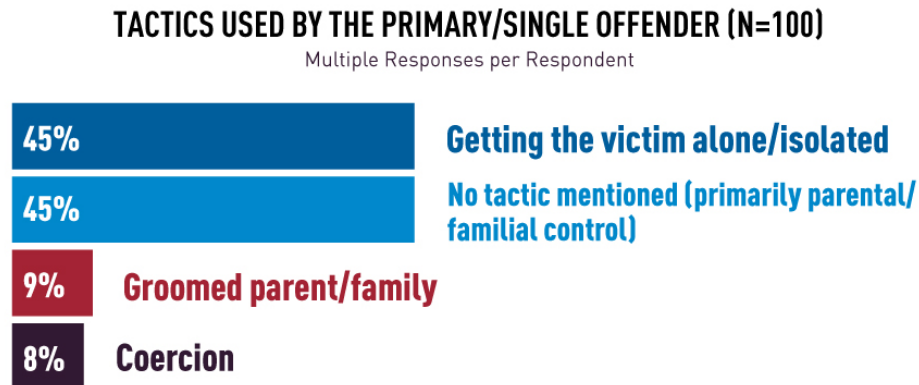 TACTICS USED BY THE PRIMARY/SINGLE OFFENDER (N=100)
Multiple Responses per Respondent
45% Getting the victim alone/isolated
45% No tactic mentioned (primarily parental/
familial control)
9% Groomed parent/family
8% Coercion